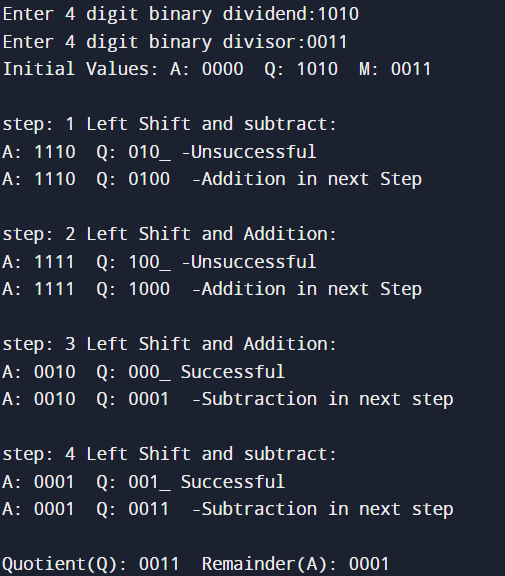 Enter 4 digit binary dividend:1010
Enter 4 digit binary divisor:0011
Initial Values: A: 0000  Q: 1010  M: 0011
step: 1 Left Shift and subtract:
A: 1110  Q: 010_ -Unsuccessful
A: 1110  Q: 0100  -Addition in next Step
step: 2 Left Shift and Addition:
A: 1111  Q: 100_ -Unsuccessful
A: 1111  Q: 1000  -Addition in next Step
step: 3 Left Shift and Addition:
A: 0010  Q: 000_ Successful
A: 0010  Q: 0001  -Subtraction in next step
step: 4 Left Shift and subtract:
A: 0001  Q: 001_ Successful
A: 0001  Q: 0011  -Subtraction in next step
Quotient(Q): 0011  Remainder(A): 0001